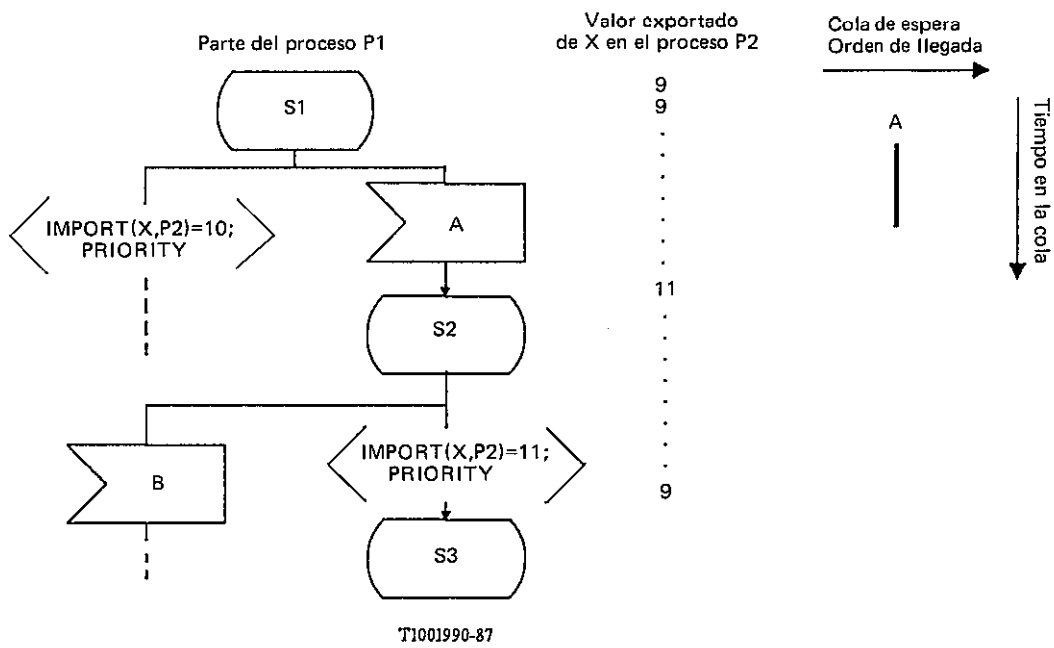 Parte del proceso P1
Valor exportado
de X en el proceso P2
Cola de espera
Orden de llegada
S1
9
9
A
Tiempo en la cola
IMPORT(X,P2)=10;
PRIORITY
A
11
S2
IMPORT(X,P2)=11;
PRIORITY
B
9
S3
T1001990-87